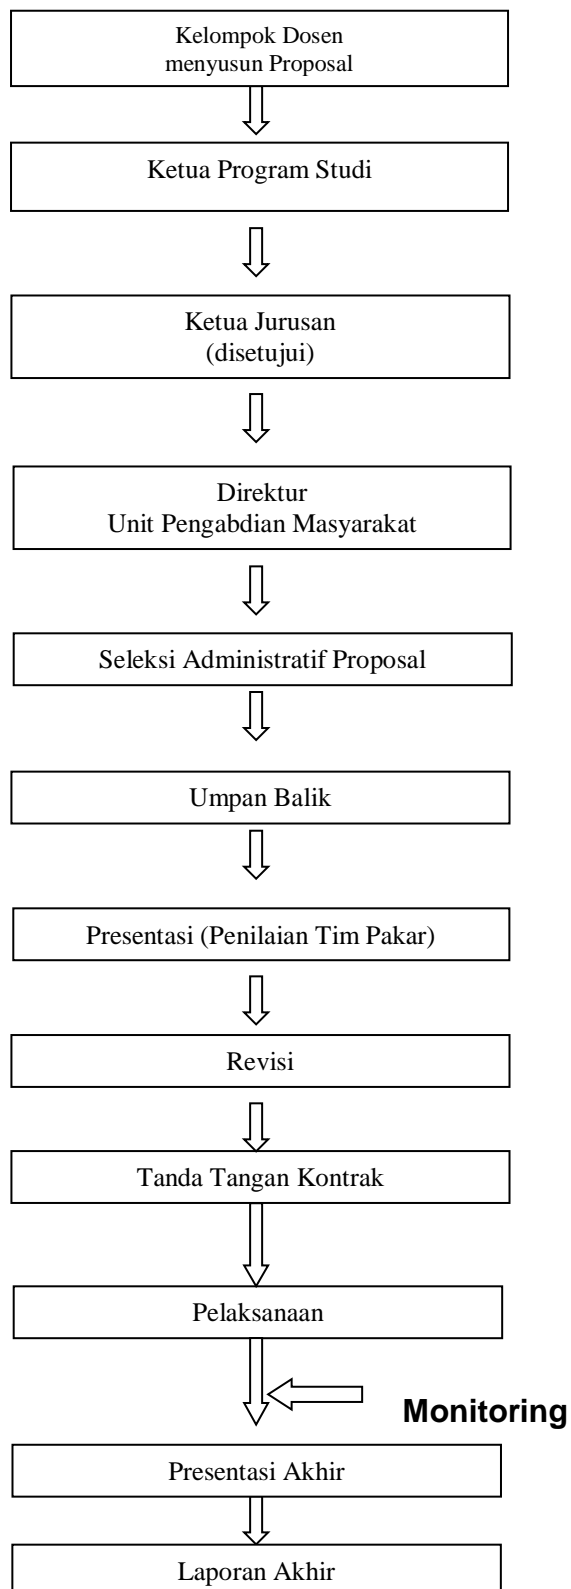 Kelompok Dosen
menyusun Proposal
Ketua Program Studi
Ketua Jurusan
(disetujui)
Direktur
Unit Pengabdian Masyarakat
Seleksi Administratif Proposal
Umpan Balik
Presentasi (Penilaian Tim Pakar)
Revisi
Tanda Tangan Kontrak
Pelaksanaan
Monitoring
Presentasi Akhir
Laporan Akhir